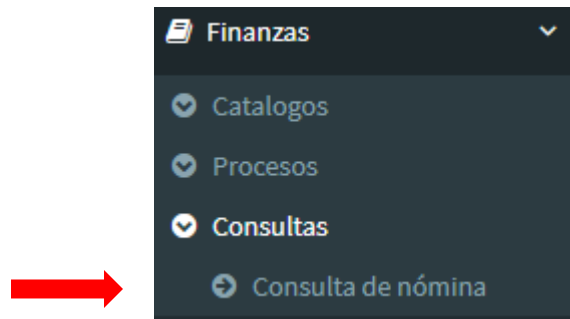 Finanzas
Catalogos
Procesos
Consultas
Consulta de nómina